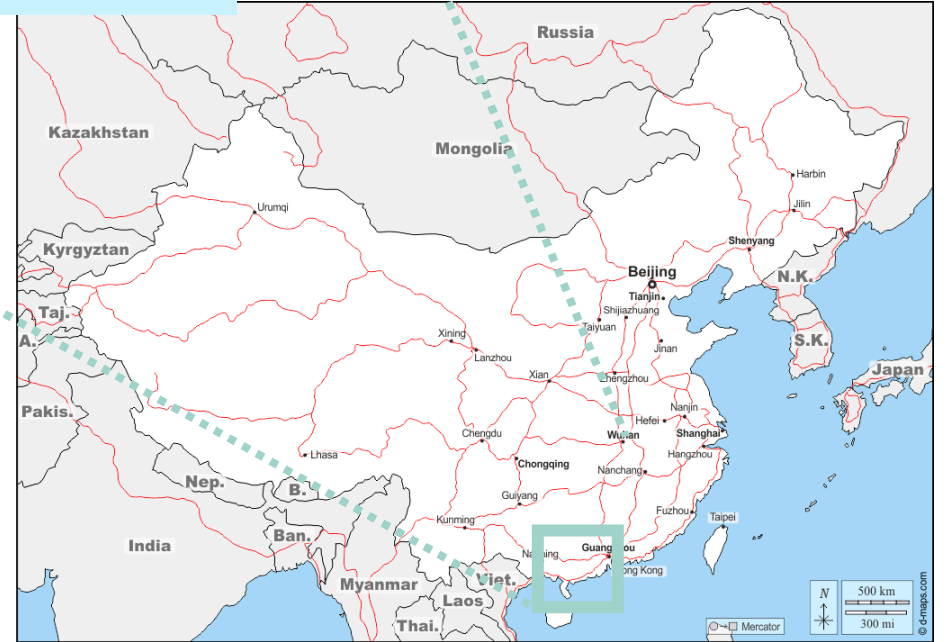 Russia
Kazakhstan
Mongolia
Harbin
Urumqi
Jilin
Shenyang
Kyrgyztan
Beijing
N.K.
Tianjin
Taj.
Shijiazhuang
Taiyuan
A.
Xining
S.K.
Jinan
Lanzhou
Japan
Xian
Zhengzhou
Pakis.
Nanjin
Hefei
Chengdu
Wuhan
Shanghai
Lhasa
Hangzhou
Chongqing
Nanchang
Nep.
B.
Guiyang
Fuzhou
Taipei
Kunming
Ban.
India
Nanning
Guangzhou
Hong Kong
Myanmar
Viet.
Laos
Thai.
N
500 km
300 mi
Mercator
© d-maps.com